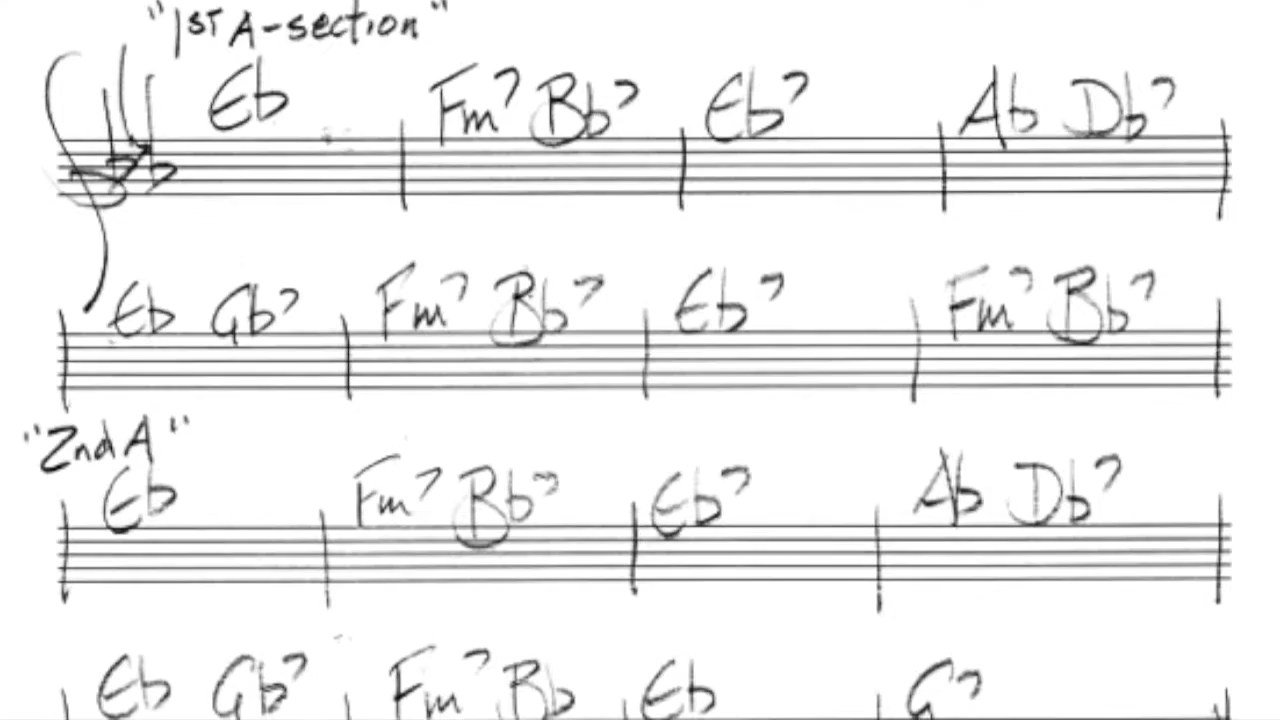 "1st A-section"
Eb Fm7 Bb7 Eb7 Ab Db7
Eb Gb7 Fm7 Bb7 Eb7 Fm7 Bb7
"2nd A"
Eb Fm7 Bb7 Eb7 Ab Db7
Eb Gb7 Fm7 Bb Eb G7